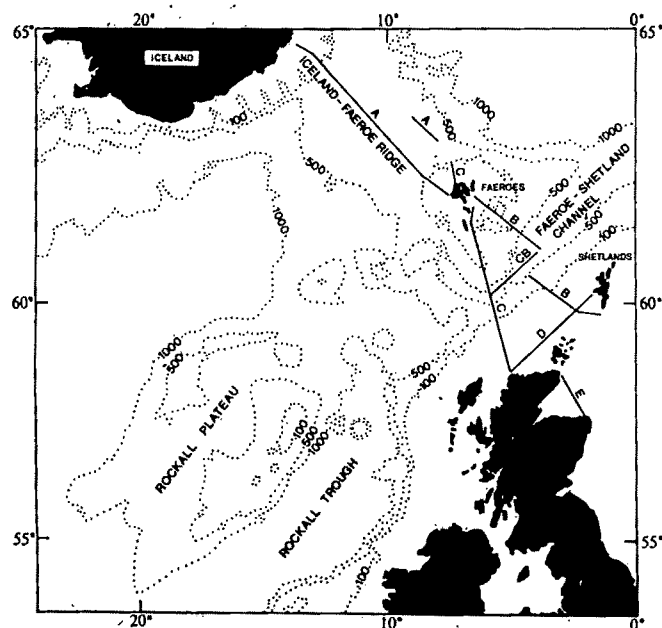 20° 10° 0°
65° 65°
ICELAND
ICELAND-FAEROE RIDGE
A
A
100
500
1000
500
1000
C
FAEROES
500
FAEROE-SHETLAND
CHANNEL
500
100
B
1000
CB
SHETLANDS
60° 60°
C
B
D
1000
500
500
100
E
ROCKALL PLATEAU
100
500
1000
ROCKALL TROUGH
55° 55°
100
20° 10° 0°